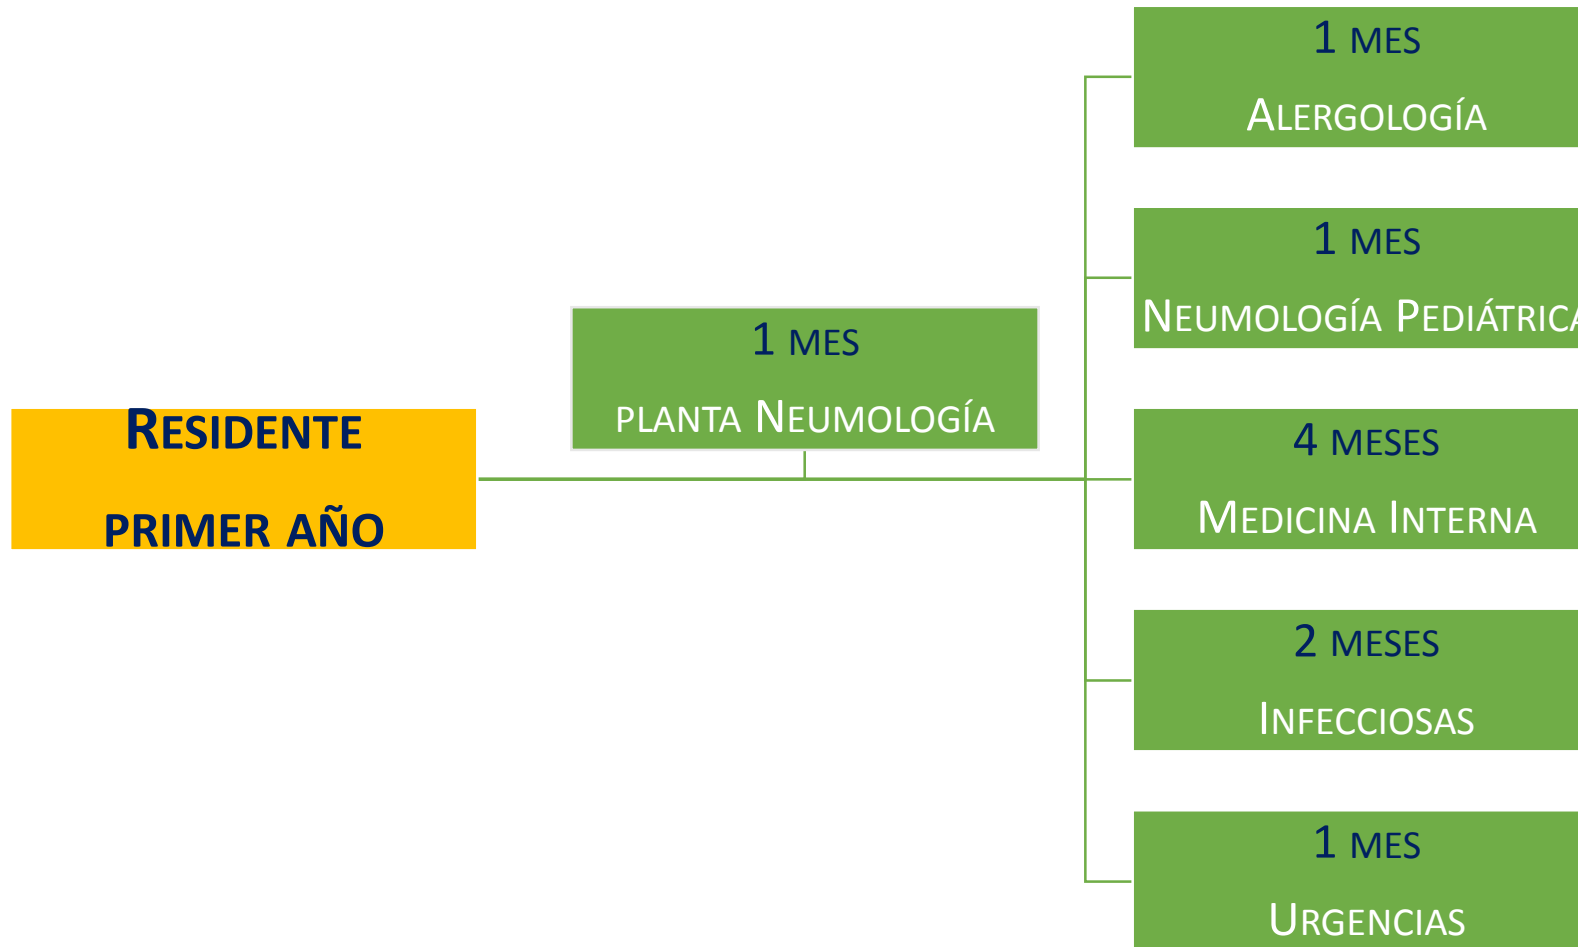 Residente
primer año
1 mes
planta Neumología
1 mes
Alergología
1 mes
Neumología Pediátrica
4 meses
Medicina Interna
2 meses
Infecciosas
1 mes
Urgencias